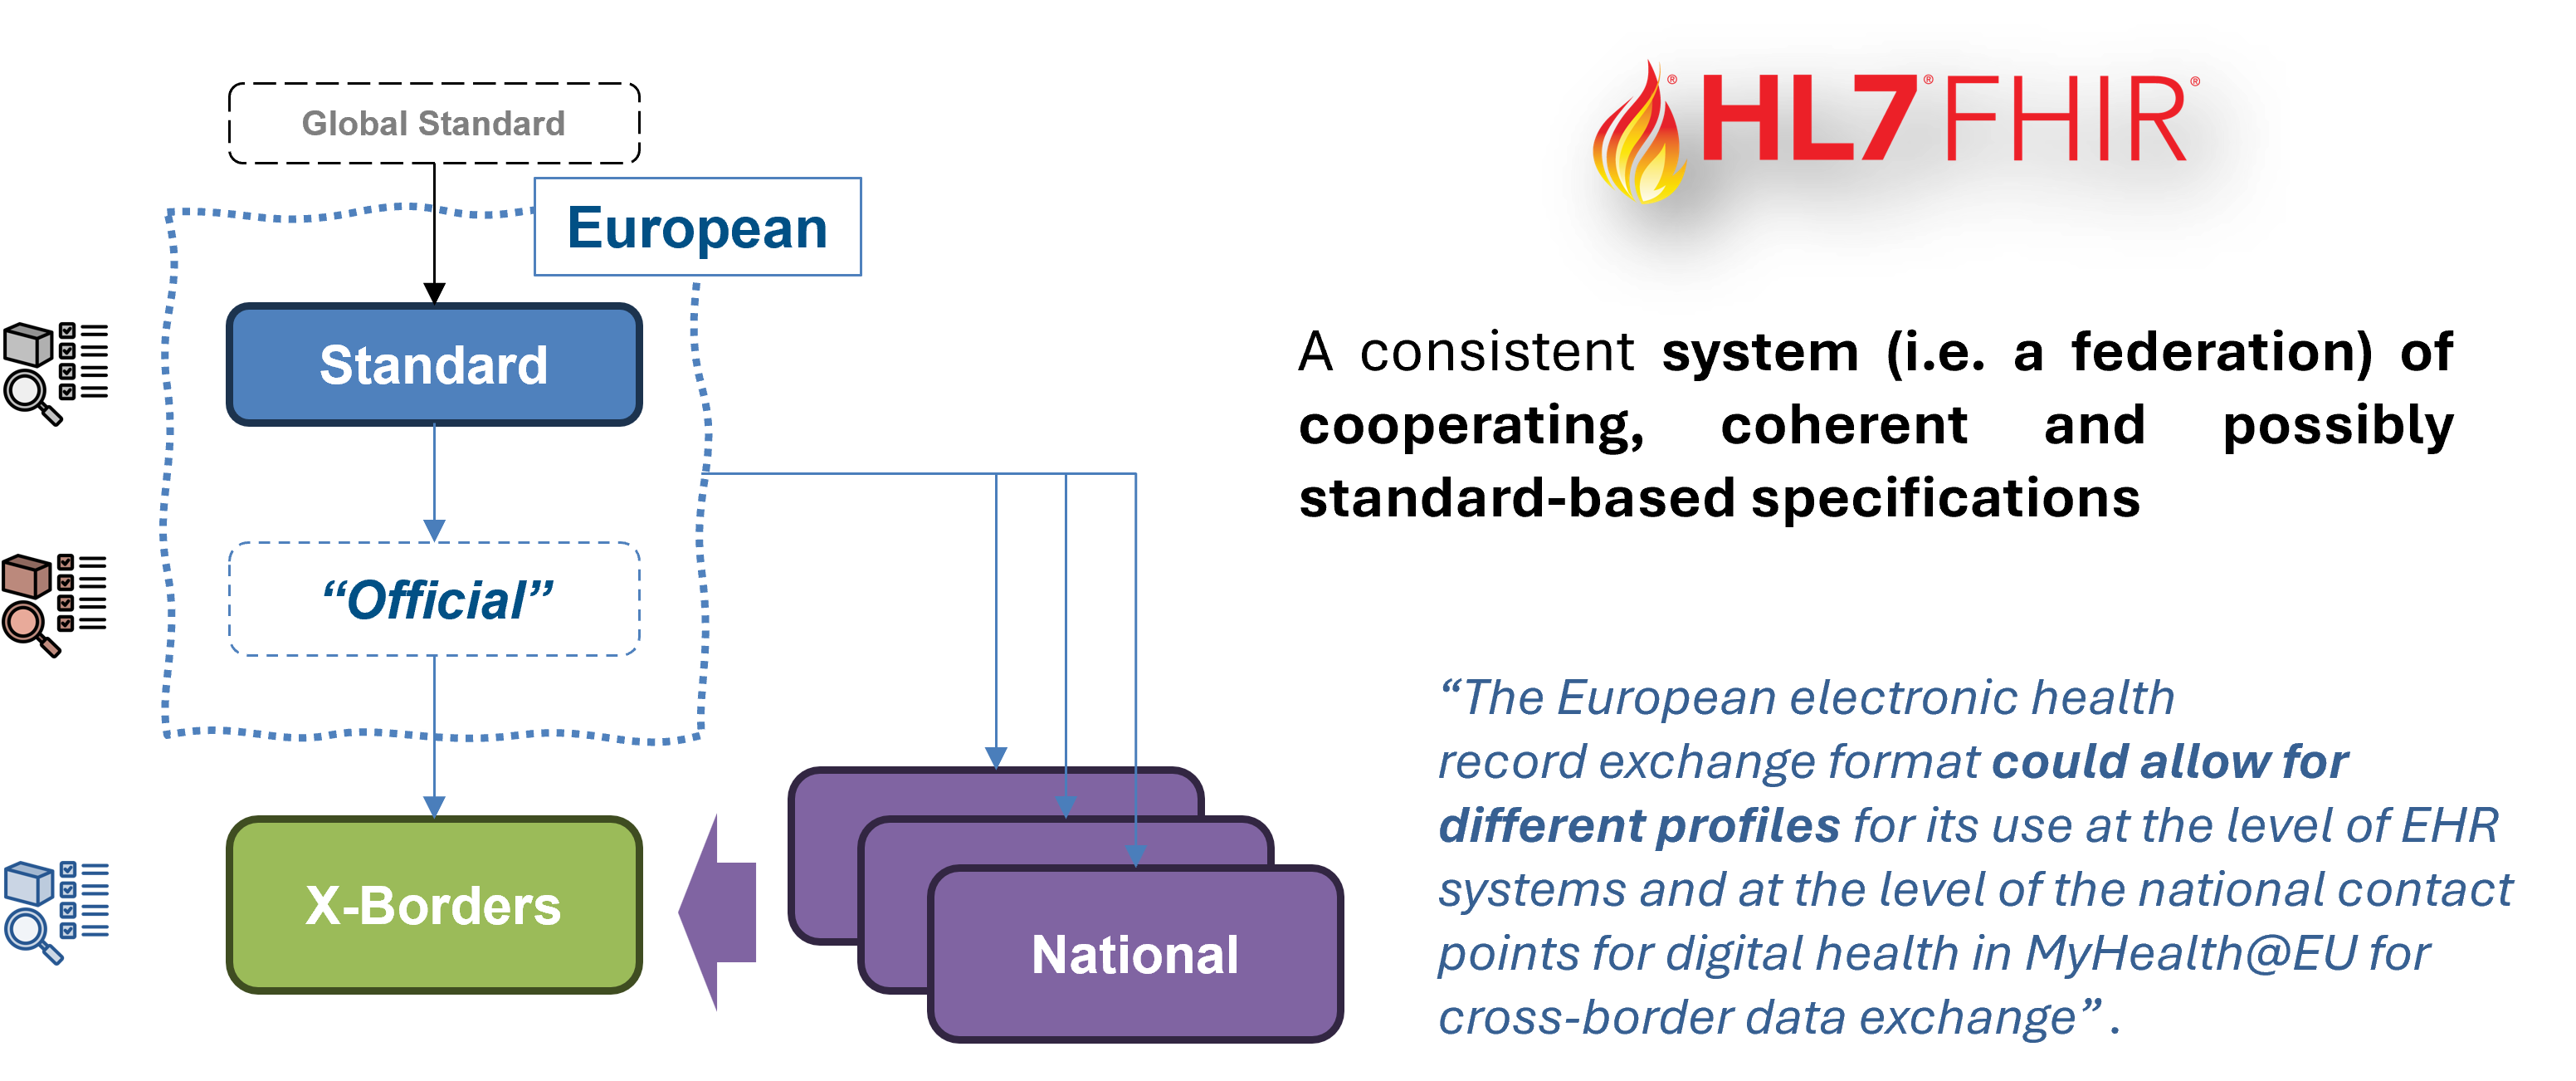 Global Standard
European
Standard
“Official”
X-Borders
National
® HL7® FHIR®
A consistent system (i.e. a federation) of
cooperating, coherent and possibly
standard-based specifications
“The European electronic health
record exchange format could allow for
different profiles for its use at the level of EHR
systems and at the level of the national contact
points for digital health in MyHealth@EU for
cross-border data exchange” .